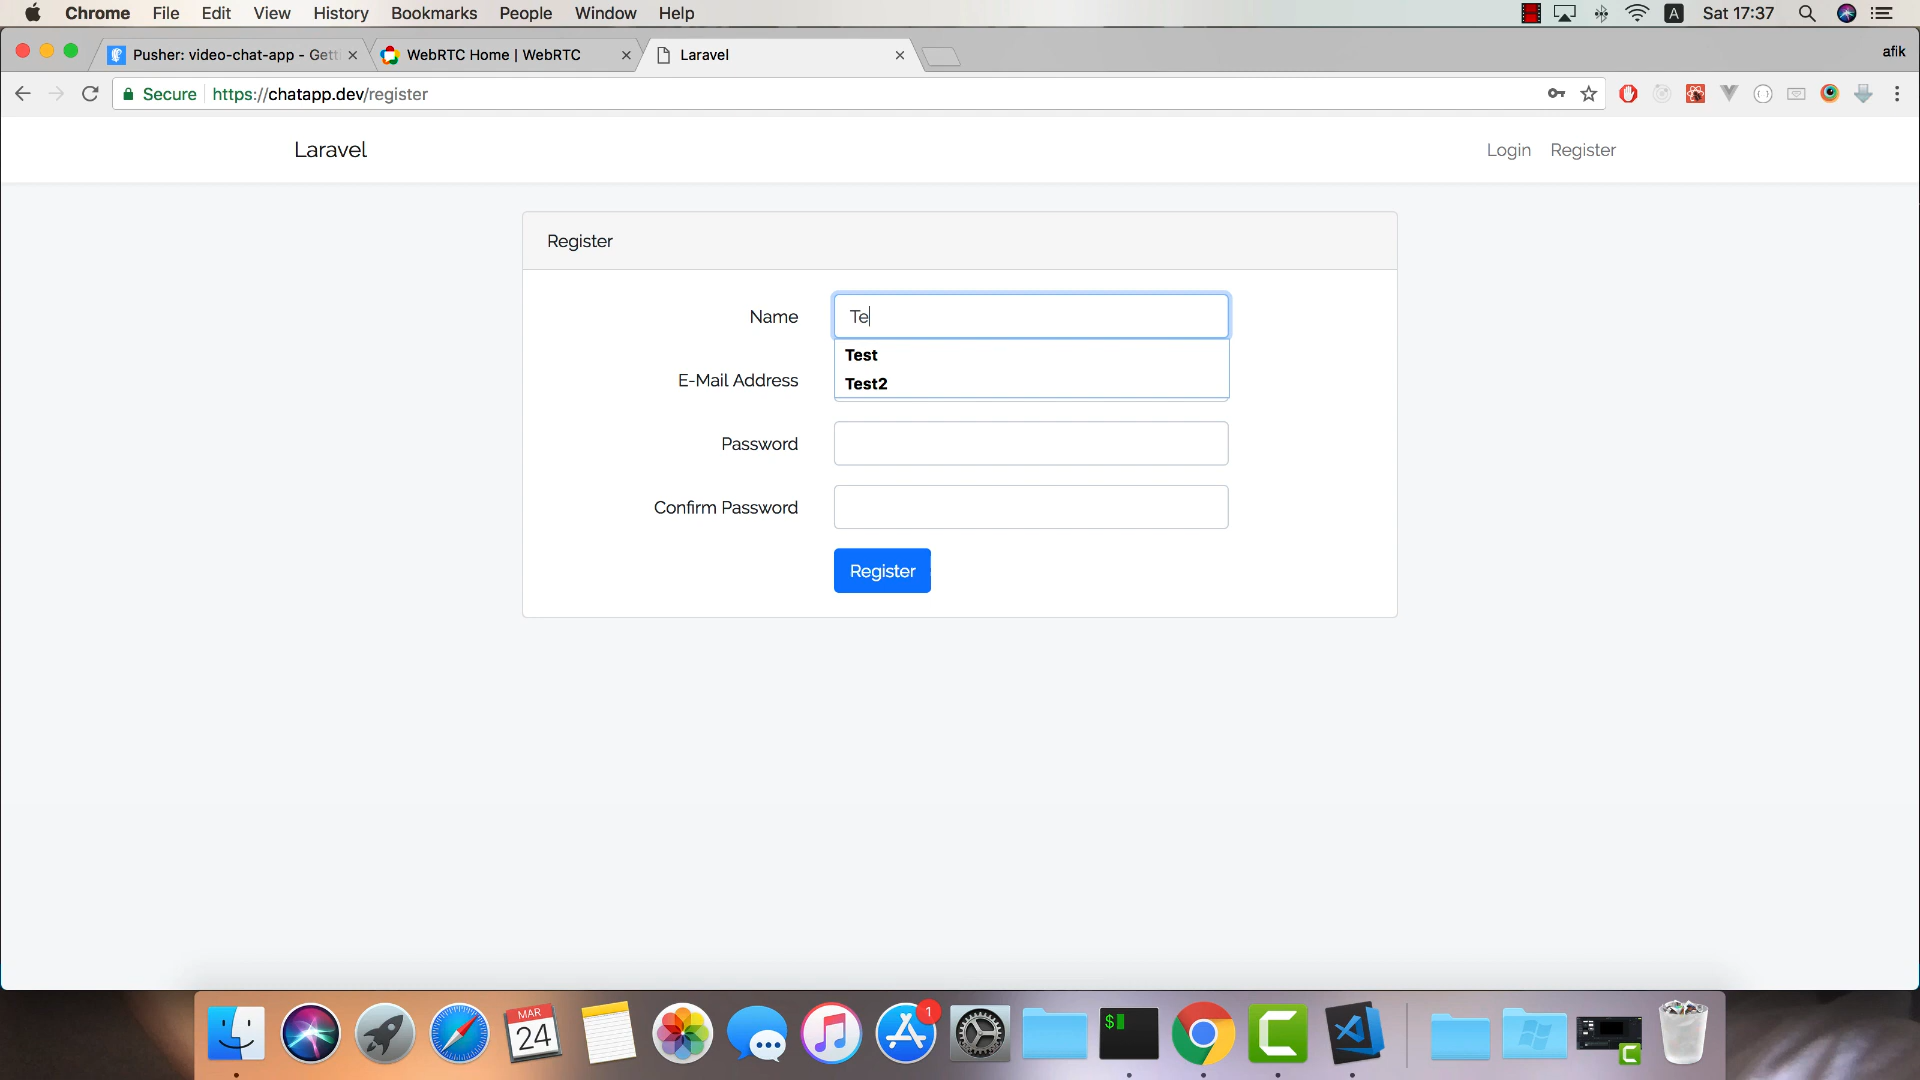 Chrome File Edit View History Bookmarks People Window Help A Sat 17:37
Pusher: video-chat-app - Gett WebRTC Home | WebRTC Laravel afik
Secure https://chatapp.dev/register
Laravel Login Register
Register
Name Te
Test
Test2
E-Mail Address
Password
Confirm Password
Register
MAR
24
1
$